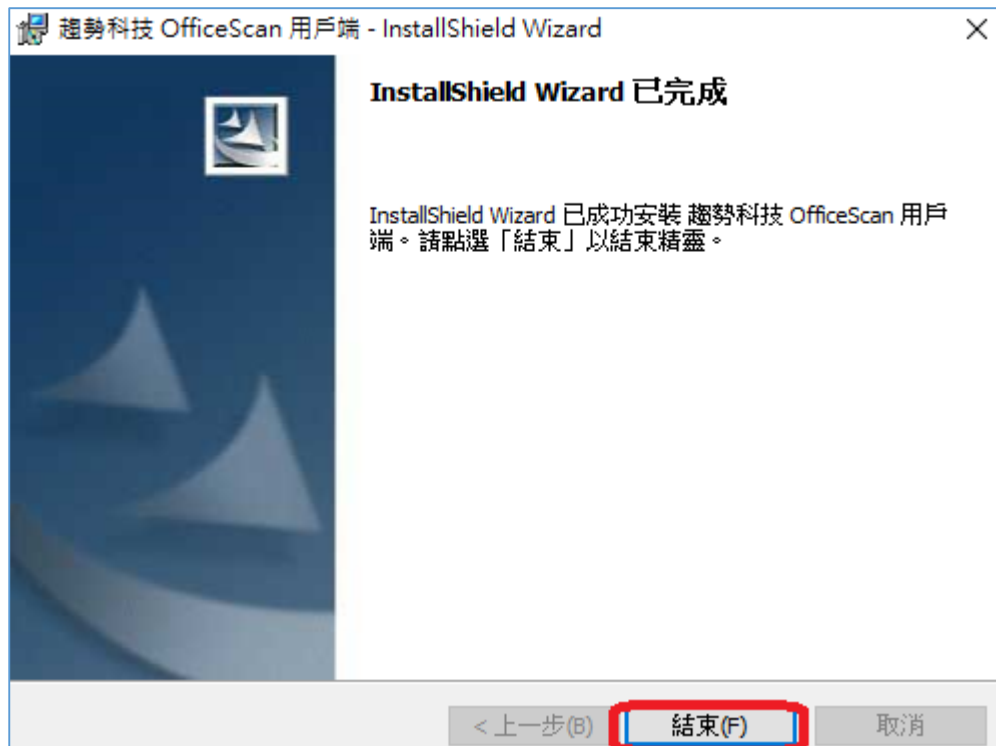 趨勢科技 OfficeScan 用戶端 - InstallShield Wizard
InstallShield Wizard 已完成
InstallShield Wizard 已成功安裝 趨勢科技 OfficeScan 用戶
端。請點選「結束」以結束精靈。
< 上一步(B)
結束(F)
取消